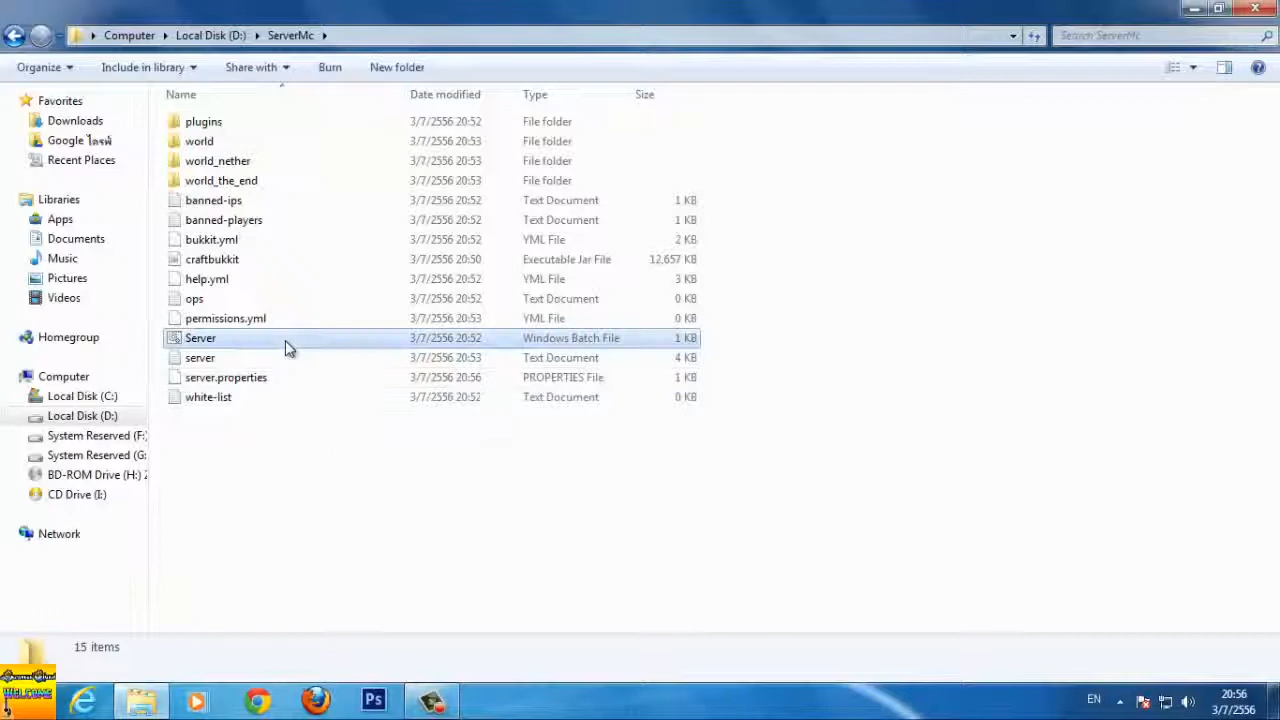 Computer Local Disk (D:) ServerMc
Search ServerMc
Organize Include in library Share with Burn New folder
Name Date modified Type Size
Favorites
Downloads
Google ไดรฟ์
Recent Places
Libraries
Apps
Documents
Music
Pictures
Videos
Homegroup
Computer
Local Disk (C:)
Local Disk (D:)
System Reserved (F:
System Reserved (G:
BD-ROM Drive (H:) 2
CD Drive (I:)
Network
plugins 3/7/2556 20:52 File folder
world 3/7/2556 20:53 File folder
world_nether 3/7/2556 20:53 File folder
world_the_end 3/7/2556 20:53 File folder
banned-ips 3/7/2556 20:52 Text Document 1 KB
banned-players 3/7/2556 20:52 Text Document 1 KB
bukkit.yml 3/7/2556 20:52 YML File 2 KB
craftbukkit 3/7/2556 20:50 Executable Jar File 12,657 KB
help.yml 3/7/2556 20:52 YML File 3 KB
ops 3/7/2556 20:52 Text Document 0 KB
permissions.yml 3/7/2556 20:53 YML File 0 KB
Server 3/7/2556 20:52 Windows Batch File 1 KB
server 3/7/2556 20:53 Text Document 4 KB
server.properties 3/7/2556 20:56 PROPERTIES File 1 KB
white-list 3/7/2556 20:52 Text Document 0 KB
15 items
WELCOME
Ps
EN
20:56
3/7/2556